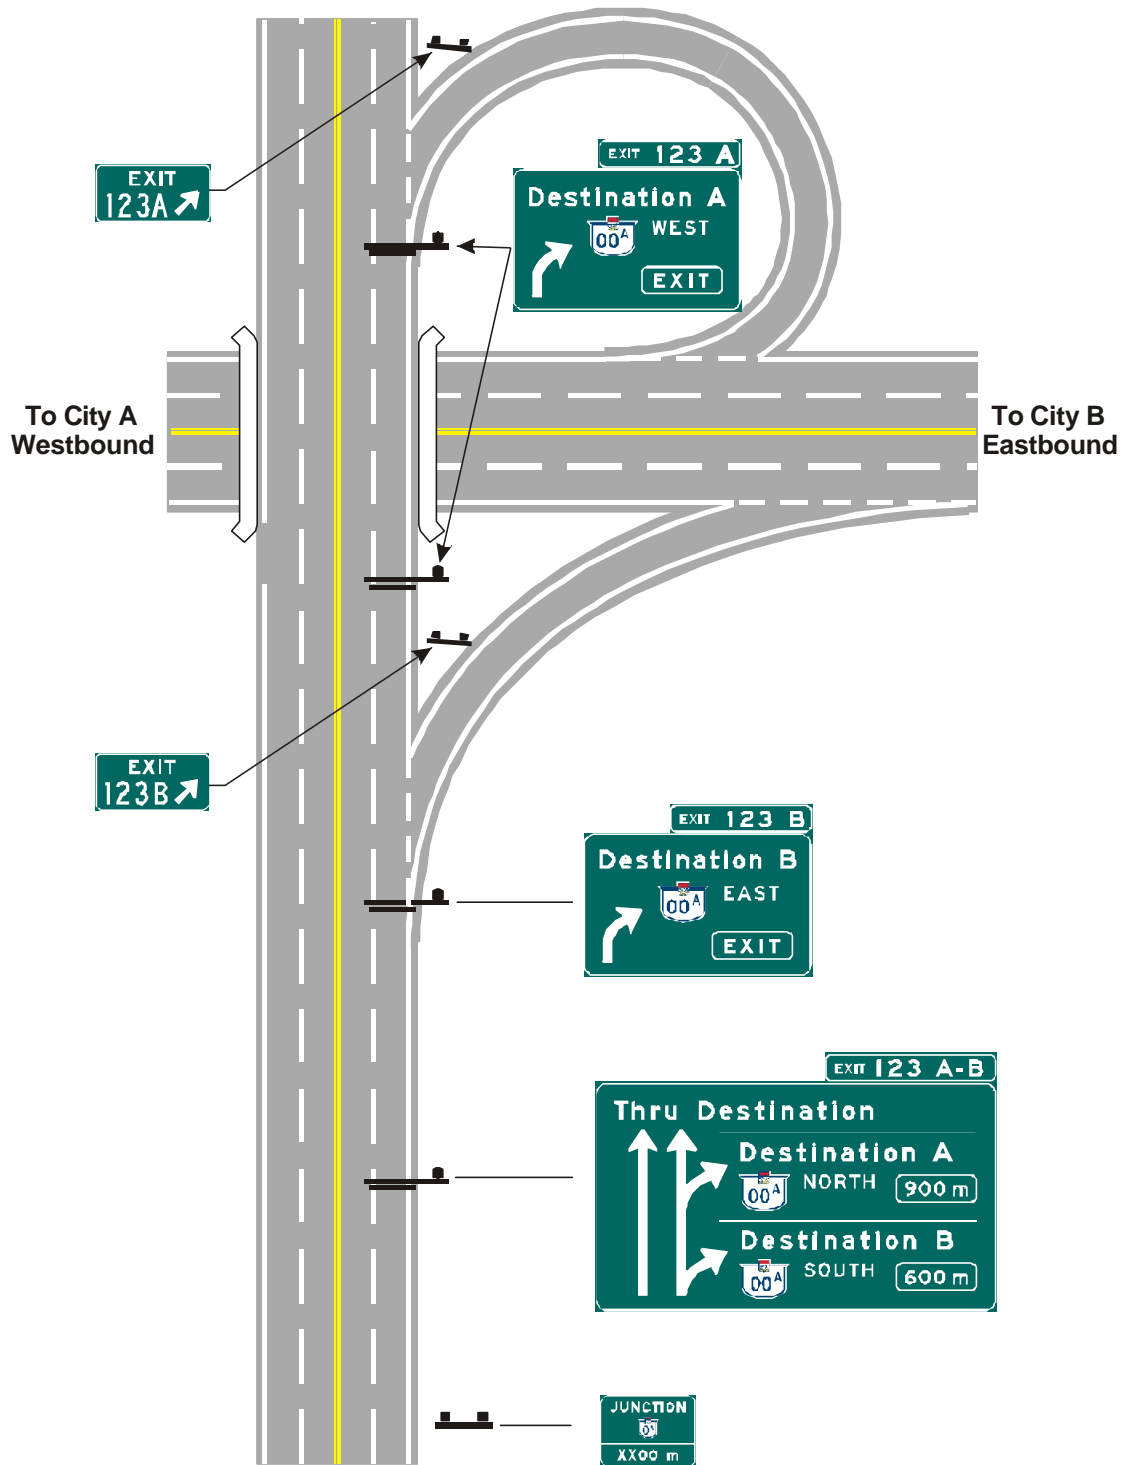 EXIT 123 A
Destination A
00A WEST
EXIT
EXIT
123A
To City A
Westbound
To City B
Eastbound
EXIT
123B
EXIT 123 B
Destination B
00A EAST
EXIT
EXIT 123 A-B
Thru Destination
Destination A
00A NORTH 900 m
Destination B
00A SOUTH 600 m
JUNCTION
XX00 m